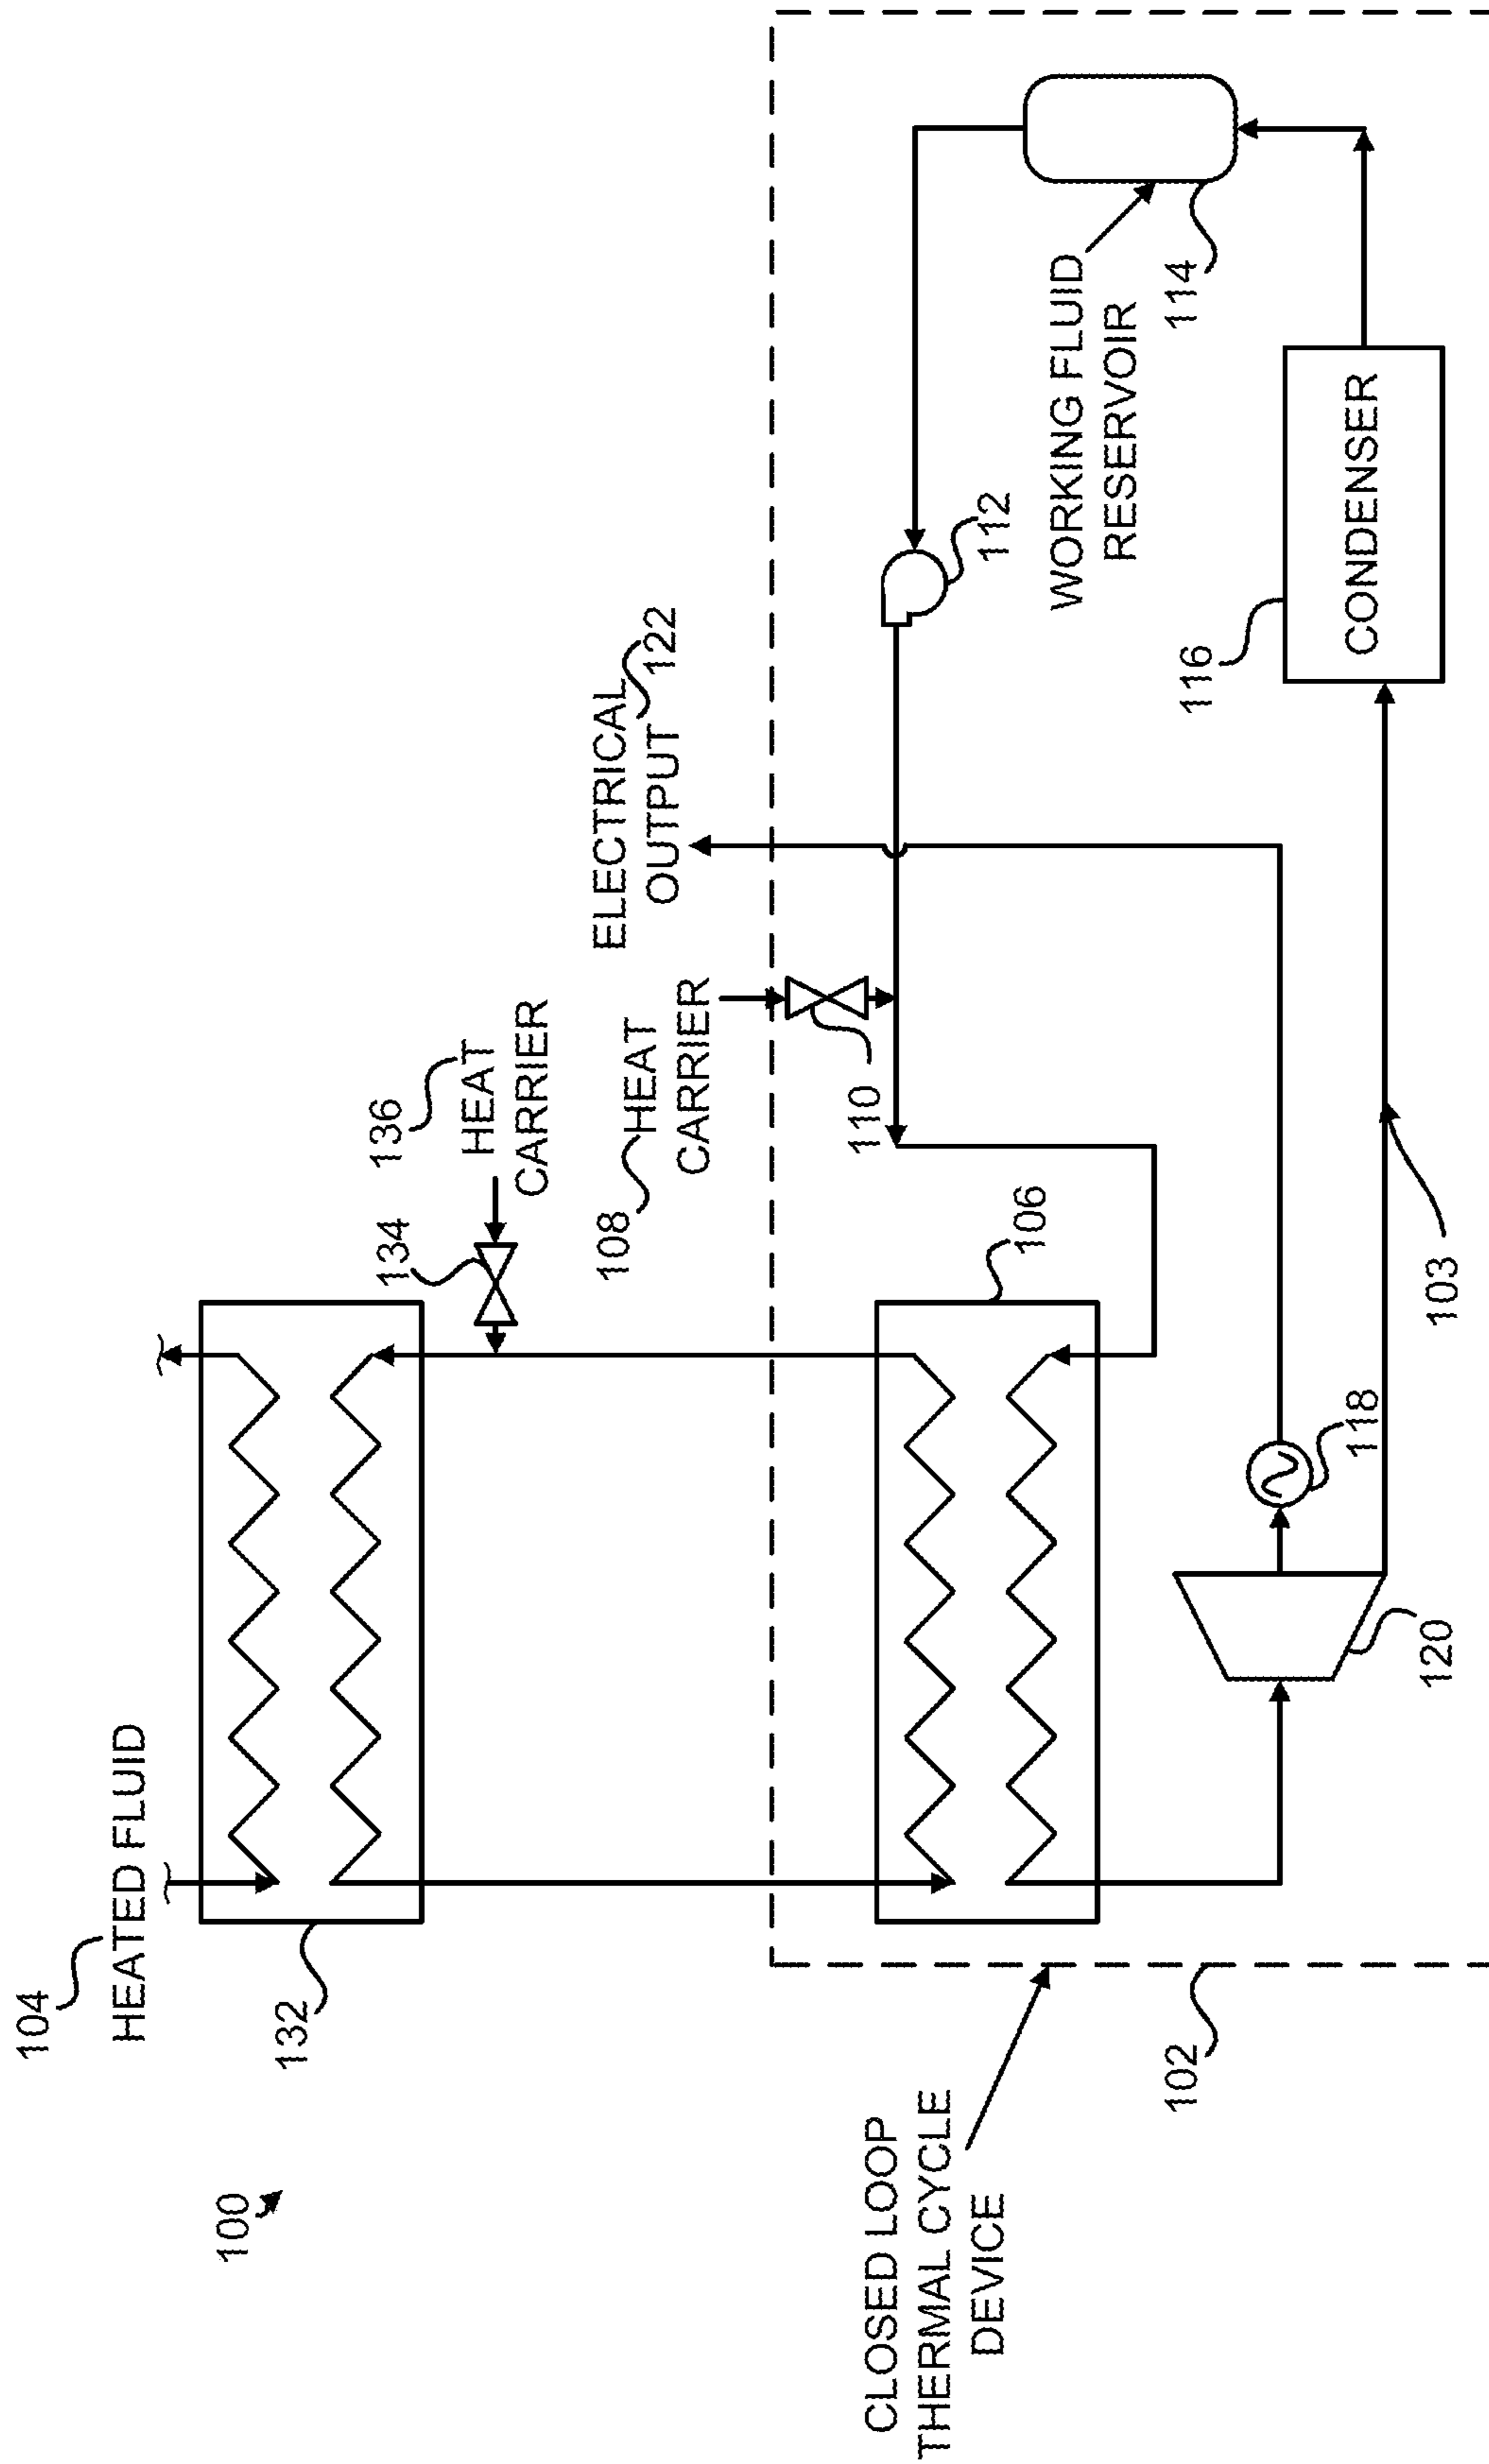 100
104
HEATED FLUID
132
134
136
HEAT
CARRIER
108
HEAT
CARRIER
110
ELECTRICAL
OUTPUT
122
CLOSED LOOP
THERMAL CYCLE
DEVICE
102
106
112
WORKING FLUID
RESERVOIR
114
116
CONDENSER
118
120
103